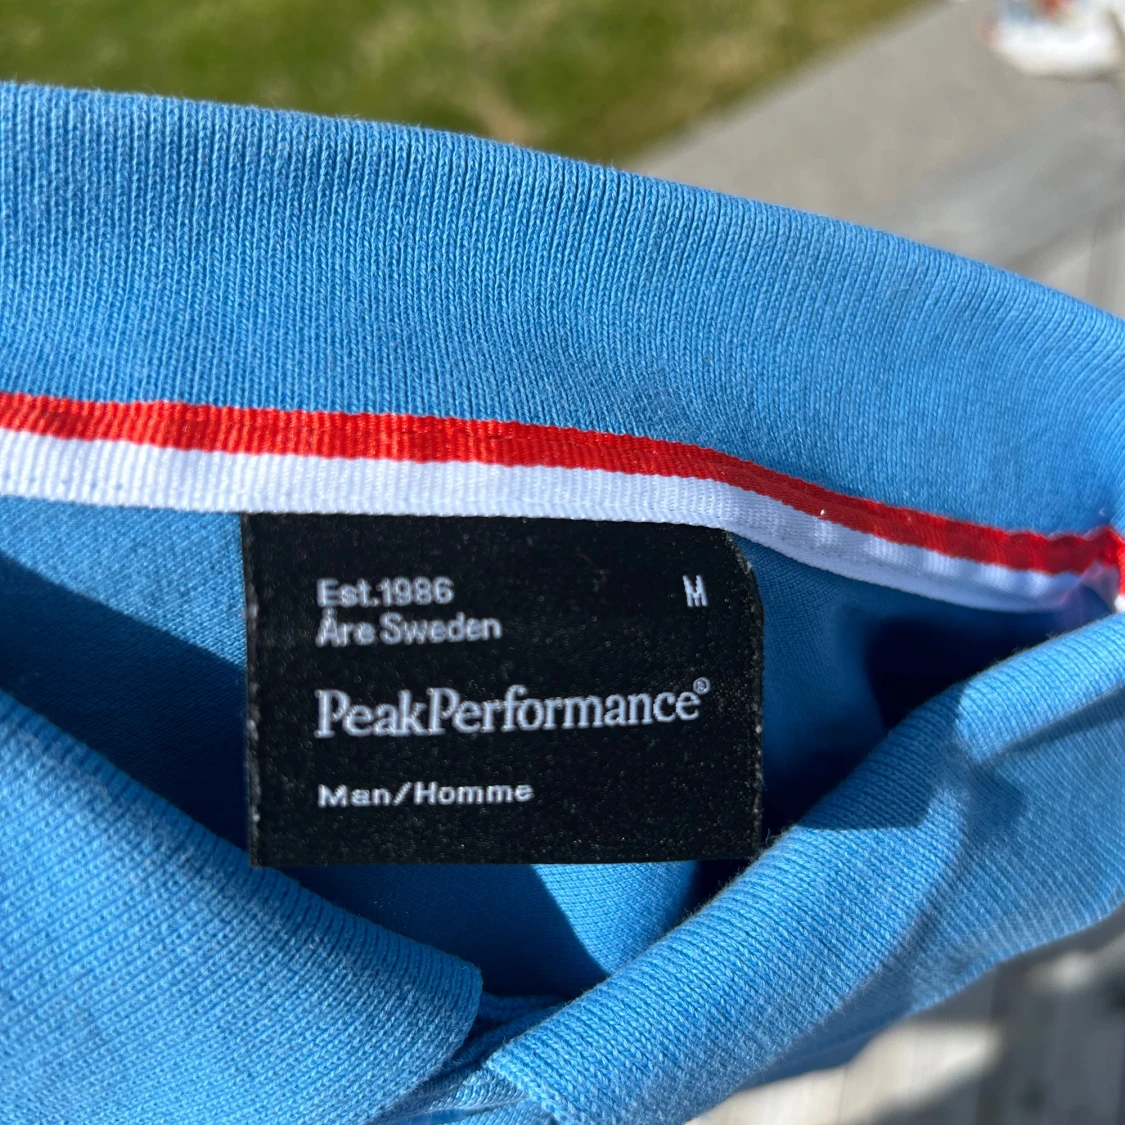 Est.1986
M
Åre Sweden
PeakPerformance®
Man/Homme